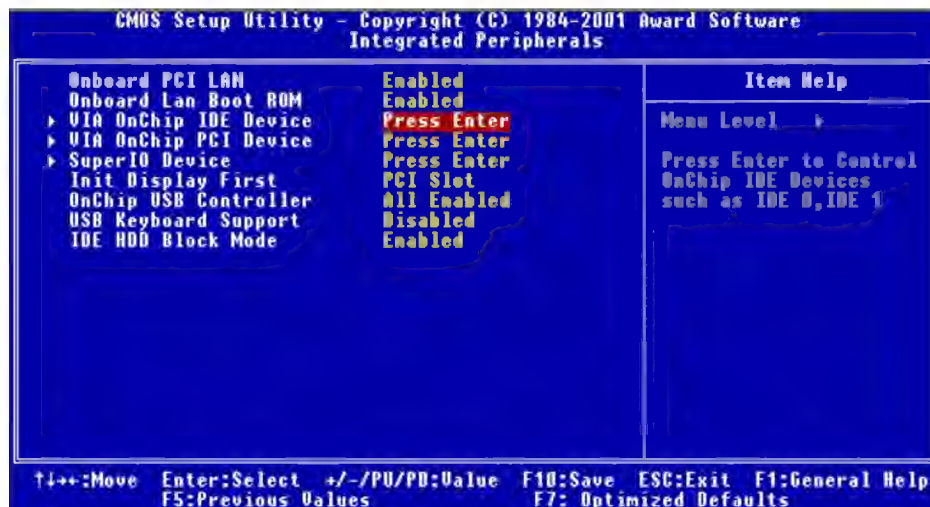 CMOS Setup Utility - Copyright (C) 1984-2001 Award Software
Integrated Peripherals
Onboard PCI LAN Enabled
Onboard Lan Boot ROM Enabled
VIA OnChip IDE Device Press Enter
VIA OnChip PCI Device Press Enter
SuperIO Device Press Enter
Init Display First PCI Slot
OnChip USB Controller All Enabled
USB Keyboard Support Disabled
IDE HDD Block Mode Enabled
Item Help
Menu Level
Press Enter to Control
OnChip IDE Devices
such as IDE 0,IDE 1
↑↓→←:Move Enter:Select +/-/PU/PD:Value F10:Save ESC:Exit F1:General Help
F5:Previous Values F7: Optimized Defaults